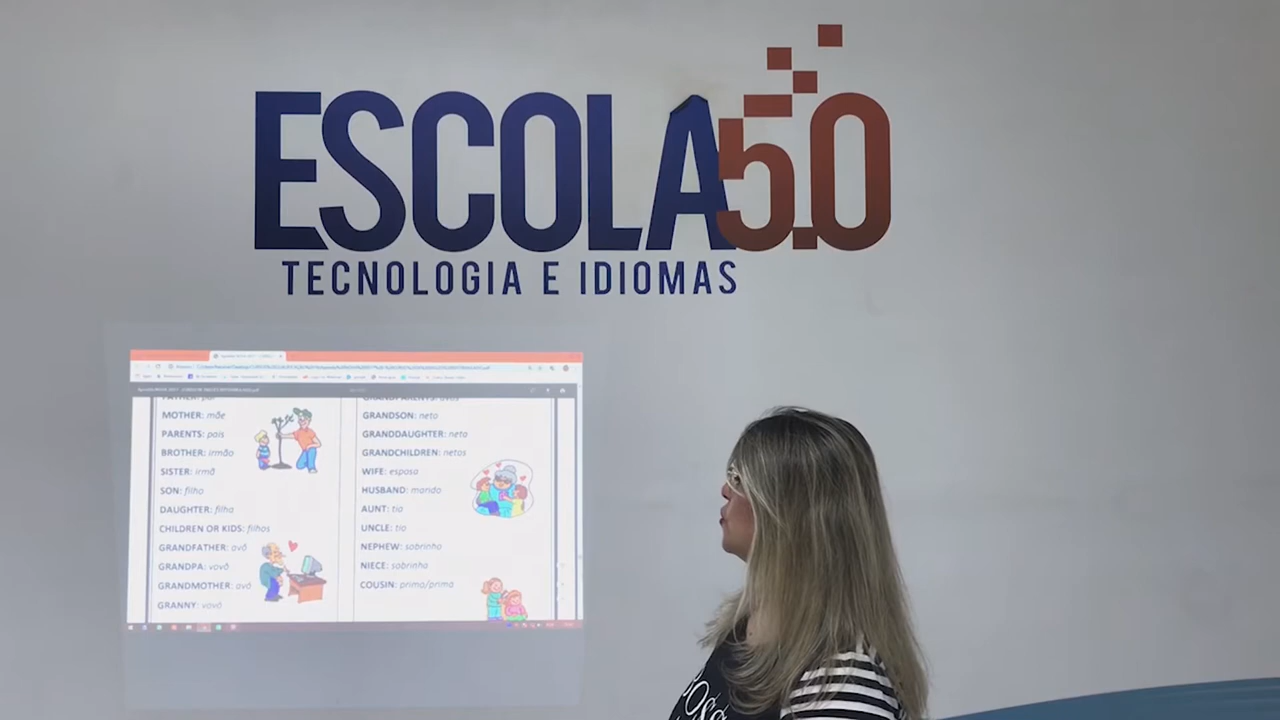 ESCOLA 5.0
TECNOLOGIA E IDIOMAS
MOTHER: mãe
PARENTS: pais
BROTHER: irmão
SISTER: irmã
SON: filho
DAUGHTER: filha
CHILDREN OR KIDS: filhos
GRANDFATHER: avô
GRANDPA: vovô
GRANDMOTHER: avó
GRANNY: vovó
GRANDSON: neto
GRANDDAUGHTER: neta
GRANDCHILDREN: netos
WIFE: esposa
HUSBAND: marido
AUNT: tia
UNCLE: tio
NEPHEW: sobrinho
NIECE: sobrinha
COUSIN: primo/prima